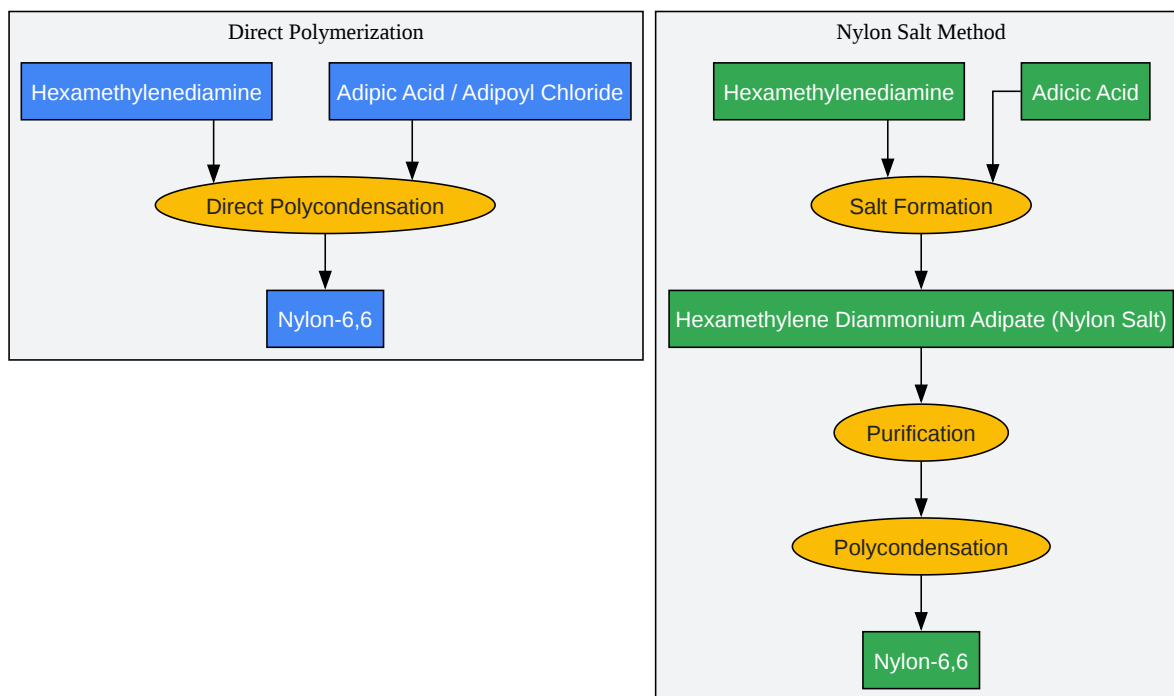 Direct Polymerization
Hexamethylenediamine
Adipic Acid / Adipoyl Chloride
Direct Polycondensation
Nylon-6,6
Nylon Salt Method
Hexamethylenediamine
Adicic Acid
Salt Formation
Hexamethylene Diammonium Adipate (Nylon Salt)
Purification
Polycondensation
Nylon-6,6